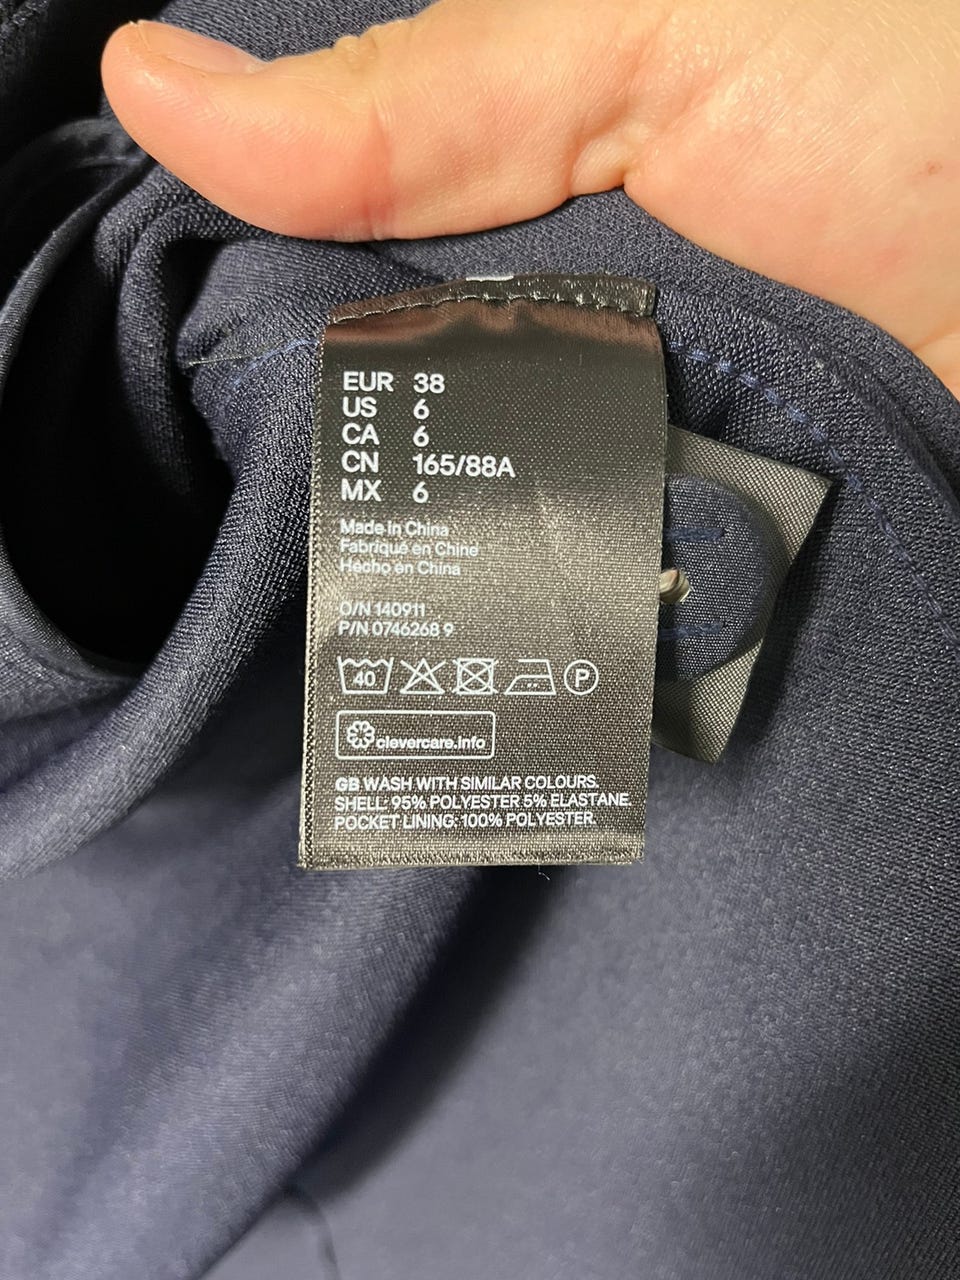 EUR 38
US 6
CA 6
CN 165/88A
MX 6
Made in China
Fabriqué en Chine
Hecho en China
O/N 140911
P/N 0746268 9
40
P
clevercare.info
GB WASH WITH SIMILAR COLOURS.
SHELL: 95% POLYESTER 5% ELASTANE.
POCKET LINING: 100% POLYESTER.